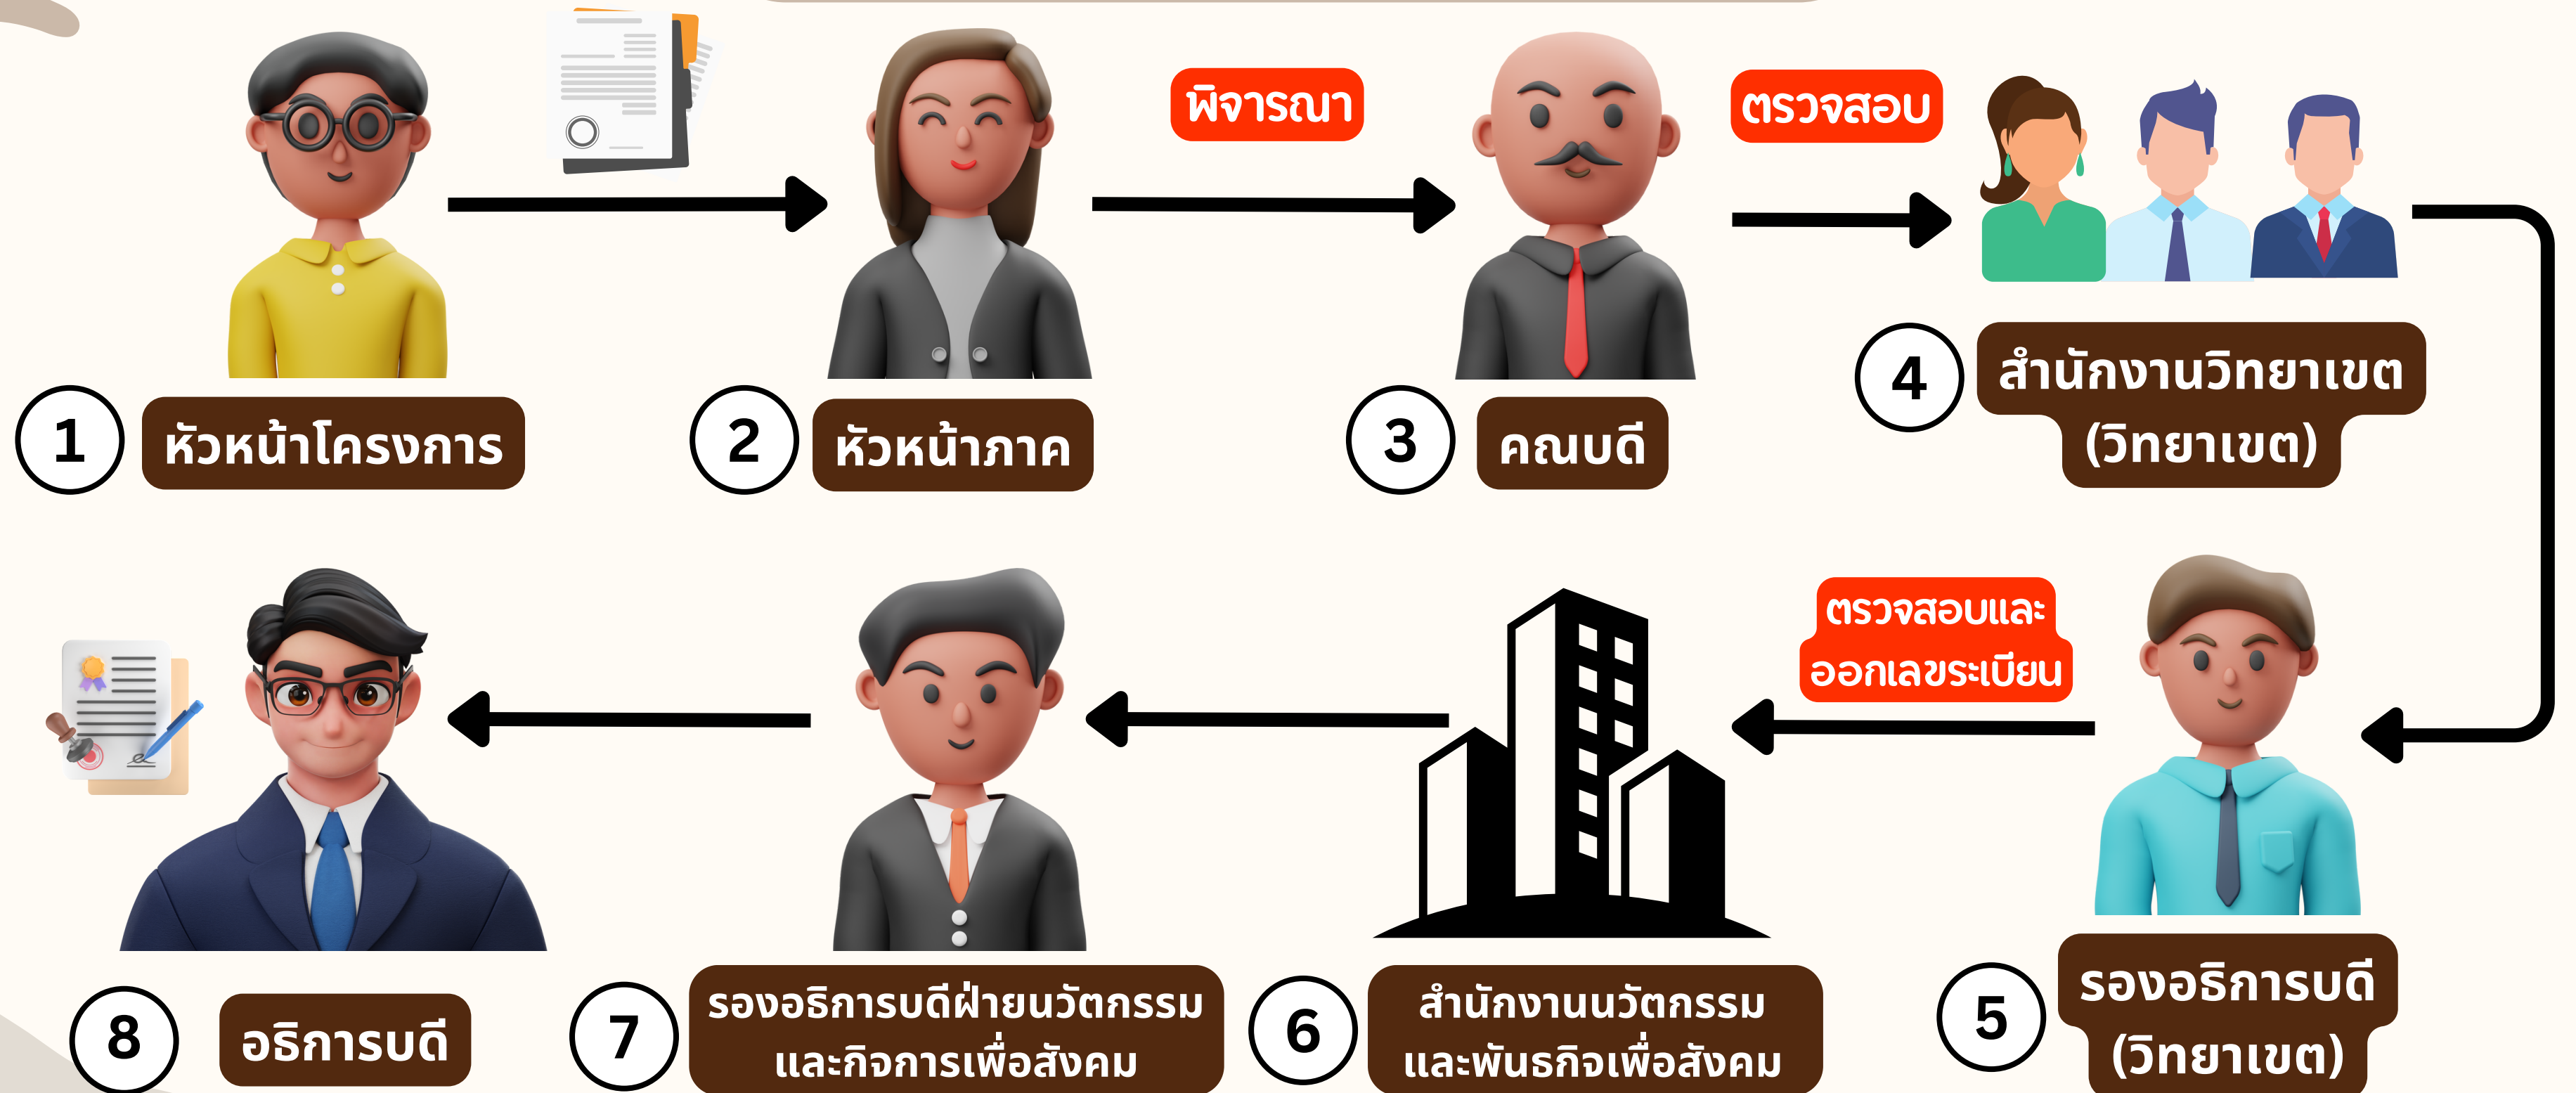 พิจารณา
ตรวจสอบ
1
หัวหน้าโครงการ
2
หัวหน้าภาค
3
คณบดี
4
สำนักงานวิทยาเขต
(วิทยาเขต)
ตรวจสอบและ
ออกเลขระเบียน
8
อธิการบดี
7
รองอธิการบดีฝ่ายนวัตกรรม
และกิจการเพื่อสังคม
6
สำนักงานนวัตกรรม
และพันธกิจเพื่อสังคม
5
รองอธิการบดี
(วิทยาเขต)